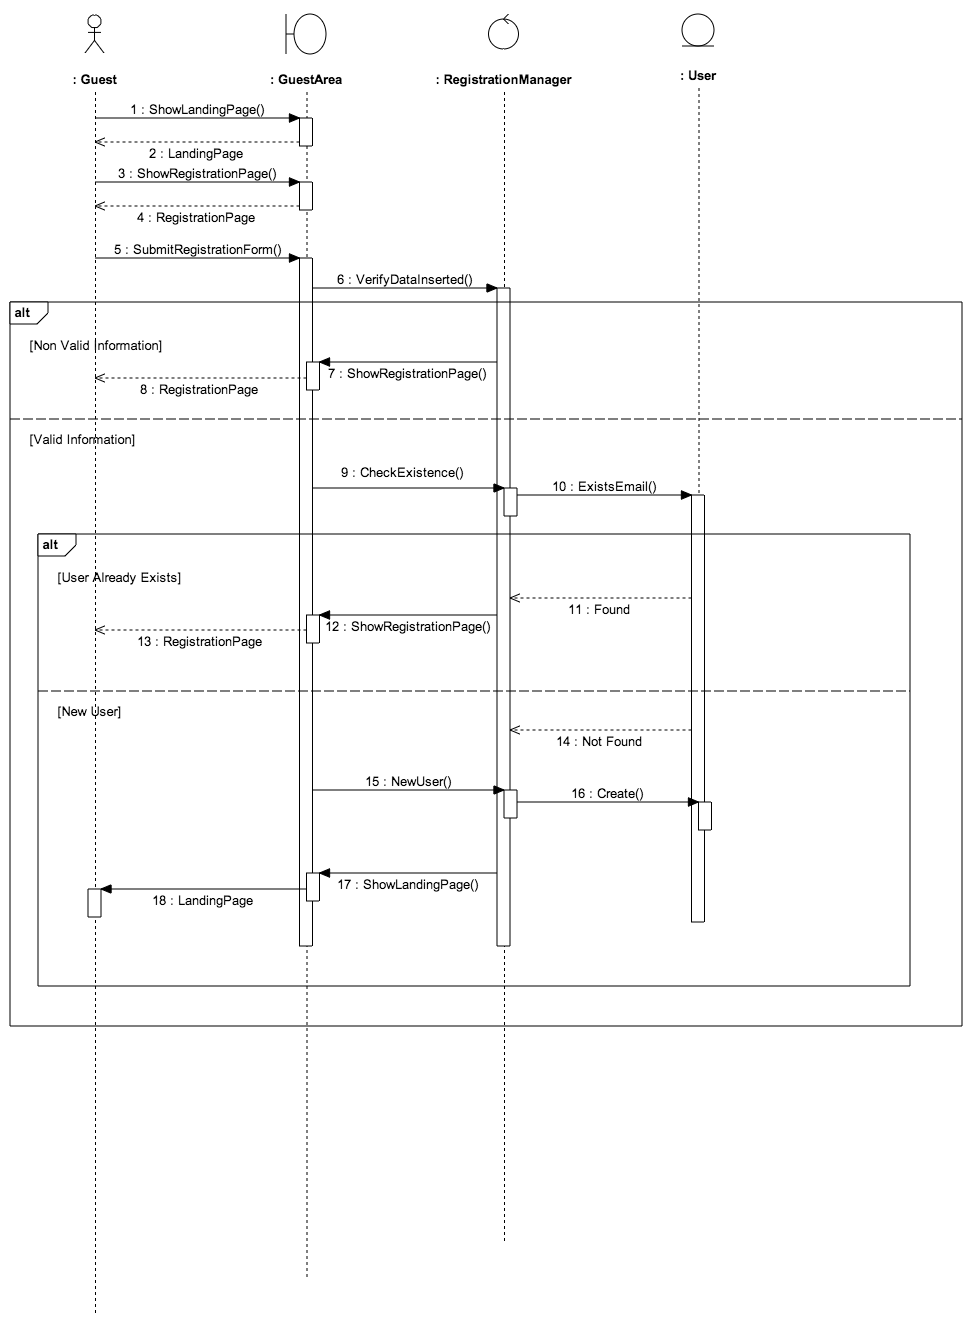 : Guest
: GuestArea
: RegistrationManager
: User
1 : ShowLandingPage()
2 : LandingPage
3 : ShowRegistrationPage()
4 : RegistrationPage
5 : SubmitRegistrationForm()
6 : VerifyDataInserted()
alt
[Non Valid Information]
7 : ShowRegistrationPage()
8 : RegistrationPage
[Valid Information]
9 : CheckExistence()
10 : ExistsEmail()
alt
[User Already Exists]
11 : Found
12 : ShowRegistrationPage()
13 : RegistrationPage
[New User]
14 : Not Found
15 : NewUser()
16 : Create()
17 : ShowLandingPage()
18 : LandingPage